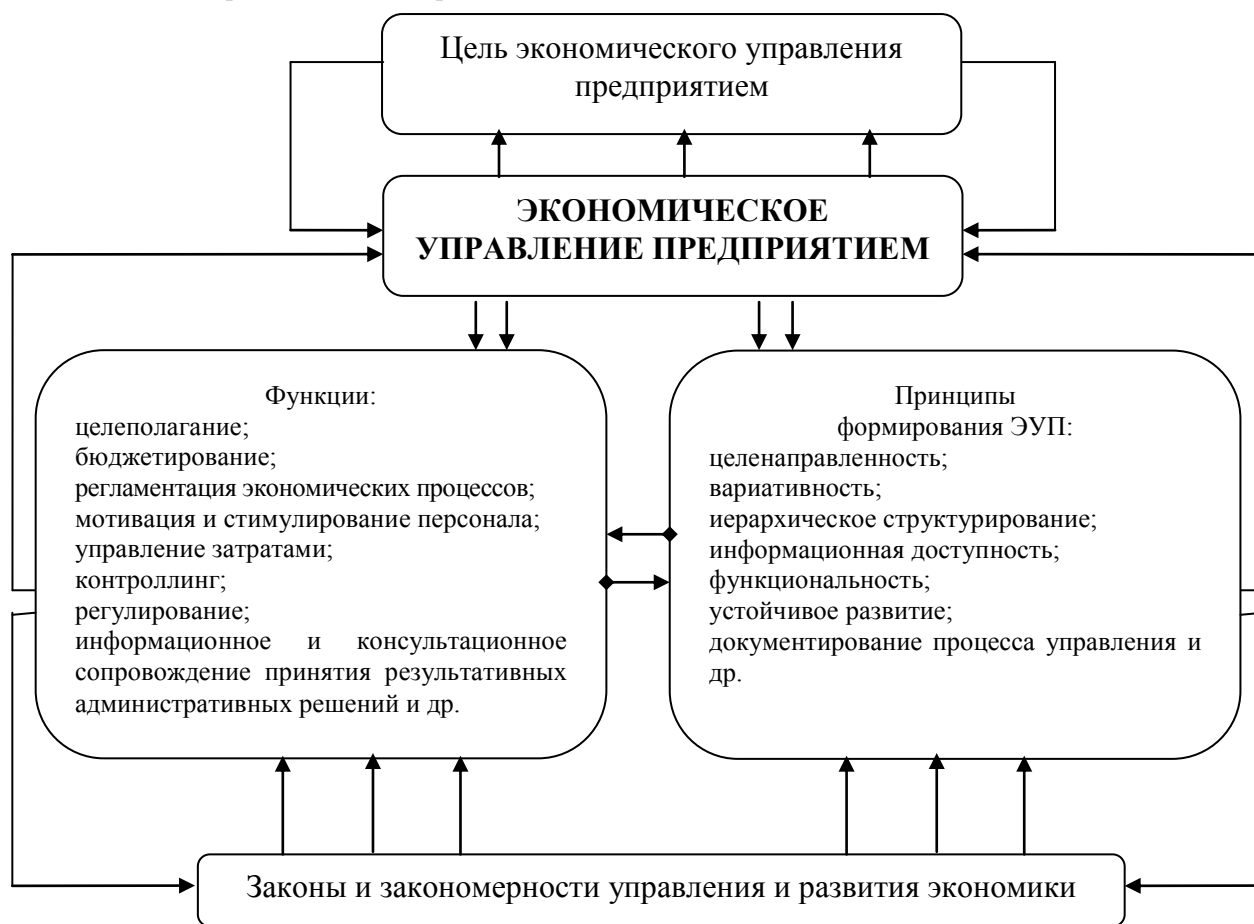 Цель экономического управления
предприятием
ЭКОНОМИЧЕСКОЕ
УПРАВЛЕНИЕ ПРЕДПРИЯТИЕМ
Функции:
целеполагание;
бюджетирование;
регламентация экономических процессов;
мотивация и стимулирование персонала;
управление затратами;
контроллинг;
регулирование;
информационное и консультационное
сопровождение принятия результативных
административных решений и др.
Принципы
формирования ЭУП:
целенаправленность;
вариативность;
иерархическое структурирование;
информационная доступность;
функциональность;
устойчивое развитие;
документирование процесса управления и
др.
Законы и закономерности управления и развития экономики